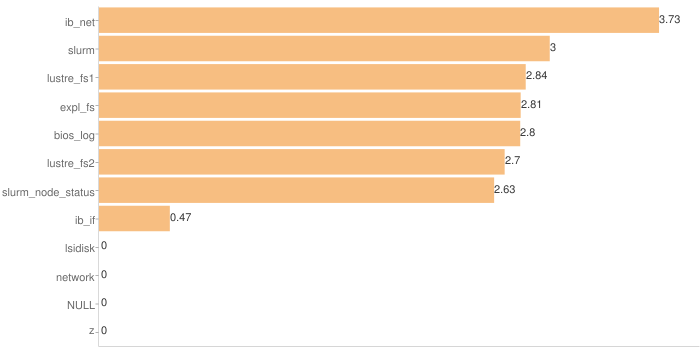 ib_net 3.73
slurm 3
lustre_fs1 2.84
expl_fs 2.81
bios_log 2.8
lustre_fs2 2.7
slurm_node_status 2.63
ib_if 0.47
lsidisk 0
network 0
NULL 0
z 0